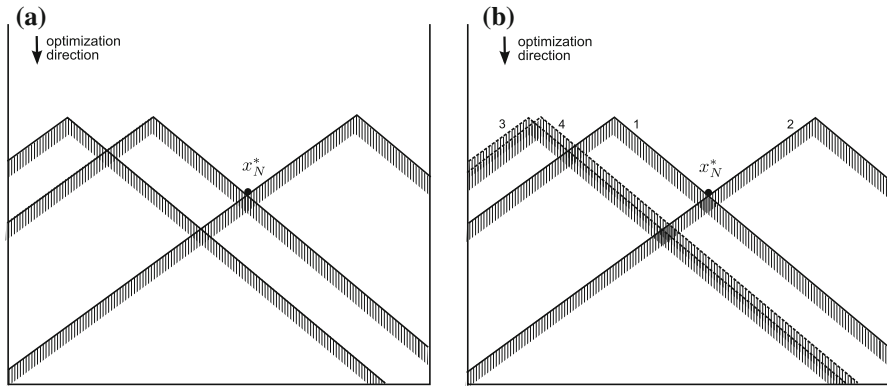 (a)
optimization
direction
x*N
(b)
optimization
direction
3
4
1
2
x*N